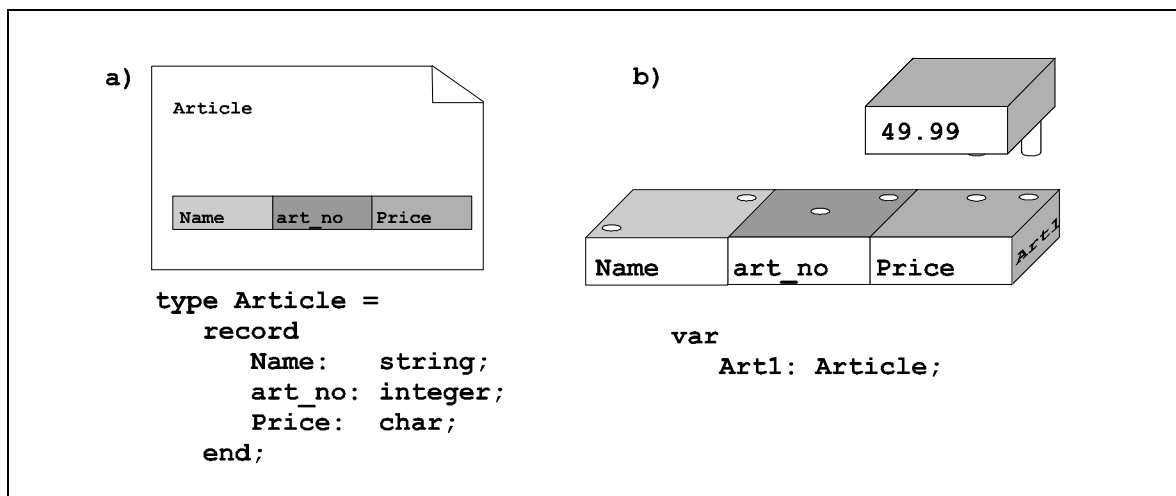 a)
Article
Name art_no Price
type Article =
record
Name: string;
art_no: integer;
Price: char;
end;
b)
49.99
Name art_no Price
Art1
var
Art1: Article;